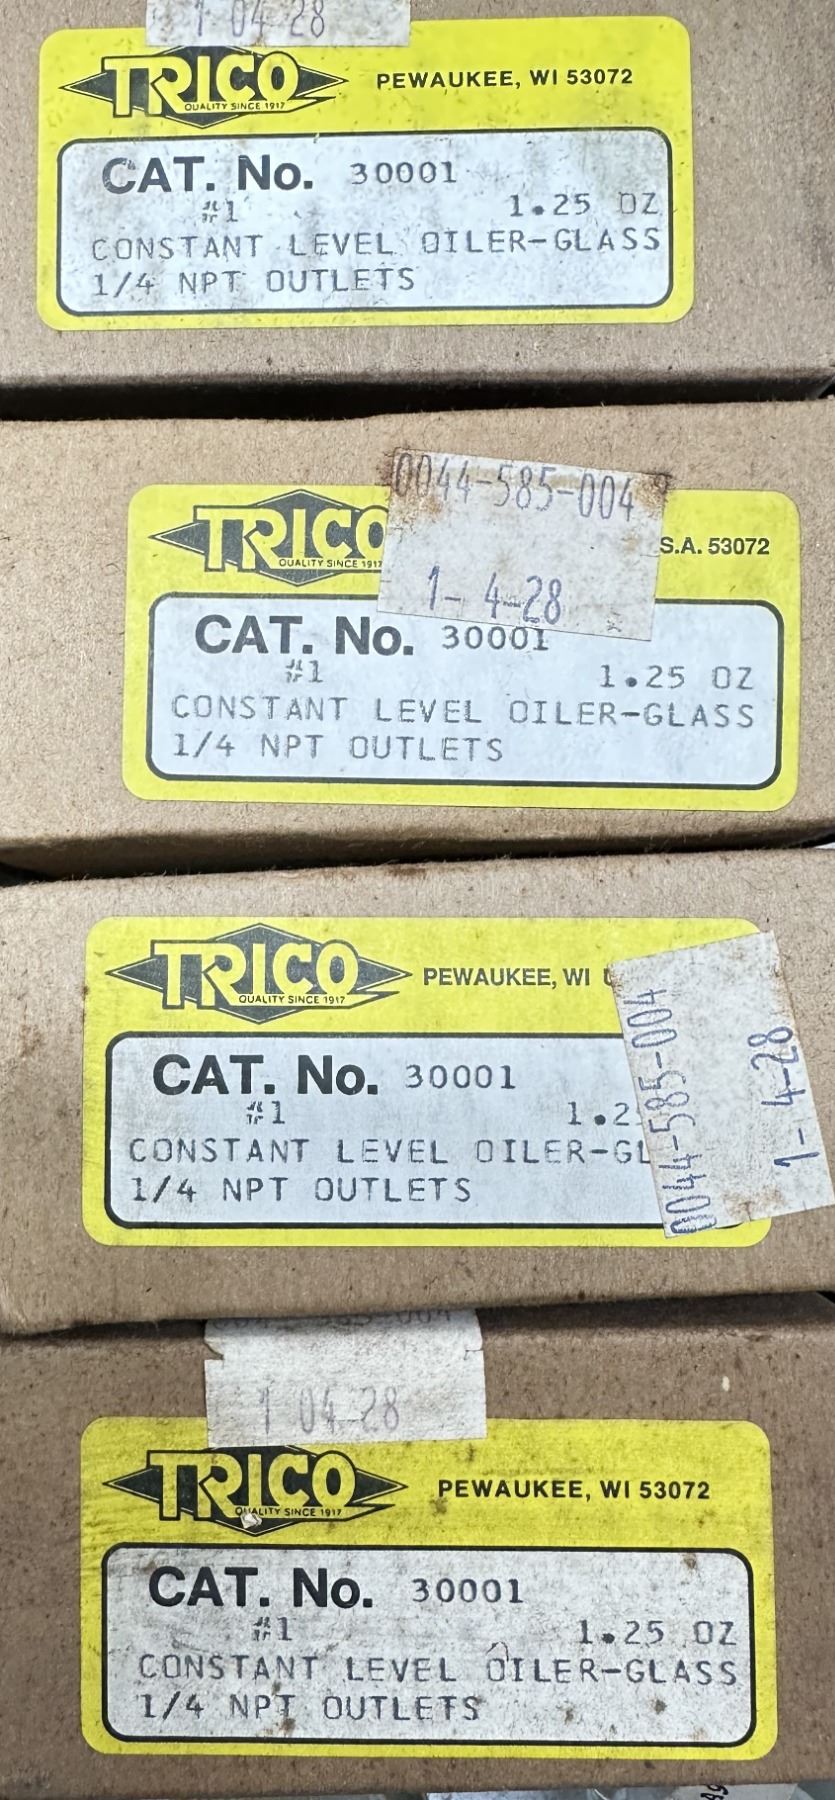 1 04 28
TRICO
QUALITY SINCE 1917
PEWAUKEE, WI 53072
CAT. No. 30001
#1 1.25 OZ
CONSTANT LEVEL OILER-GLASS
1/4 NPT OUTLETS
0044-585-004
1-4-28
TRICO
QUALITY SINCE 1917
S.A. 53072
CAT. No. 30001
#1 1.25 OZ
CONSTANT LEVEL OILER-GLASS
1/4 NPT OUTLETS
TRICO
QUALITY SINCE 1917
PEWAUKEE, WI
0044-585-004
1-4-28
CAT. No. 30001
#1 1.2
CONSTANT LEVEL OILER-GL
1/4 NPT OUTLETS
1 04 28
TRICO
QUALITY SINCE 1917
PEWAUKEE, WI 53072
CAT. No. 30001
#1 1.25 OZ
CONSTANT LEVEL OILER-GLASS
1/4 NPT OUTLETS